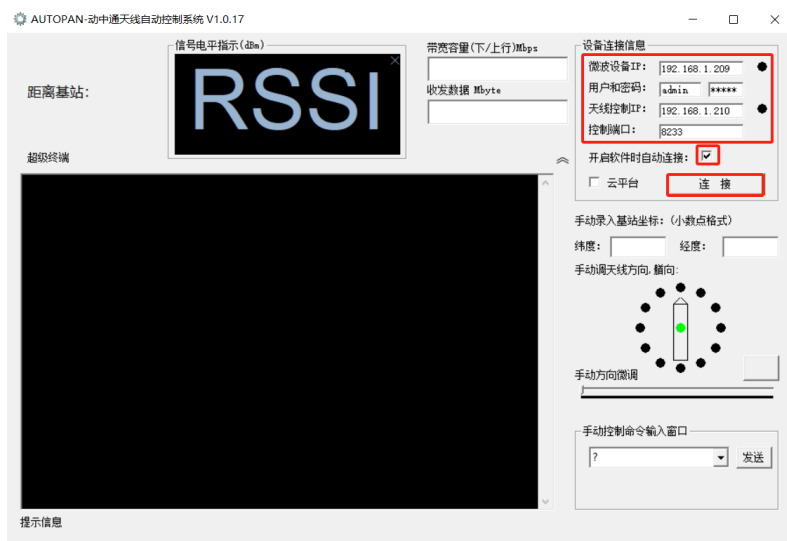 AUTOPAN-动中通天线自动控制系统 V1.0.17
信号电平指示(dBm)
RSSI
距离基站:
带宽容量(下/上行)Mbps
收发数据 Mbyte
设备连接信息
微波设备IP: 192.168.1.209
用户和密码: admin *****
天线控制IP: 192.168.1.210
控制端口: 8233
开启软件时自动连接:
云平台 连 接
超级终端
手动录入基站坐标:(小数点格式)
纬度: 经度:
手动调天线方向,艏向:
手动方向微调
手动控制命令输入窗口
? 发送
提示信息